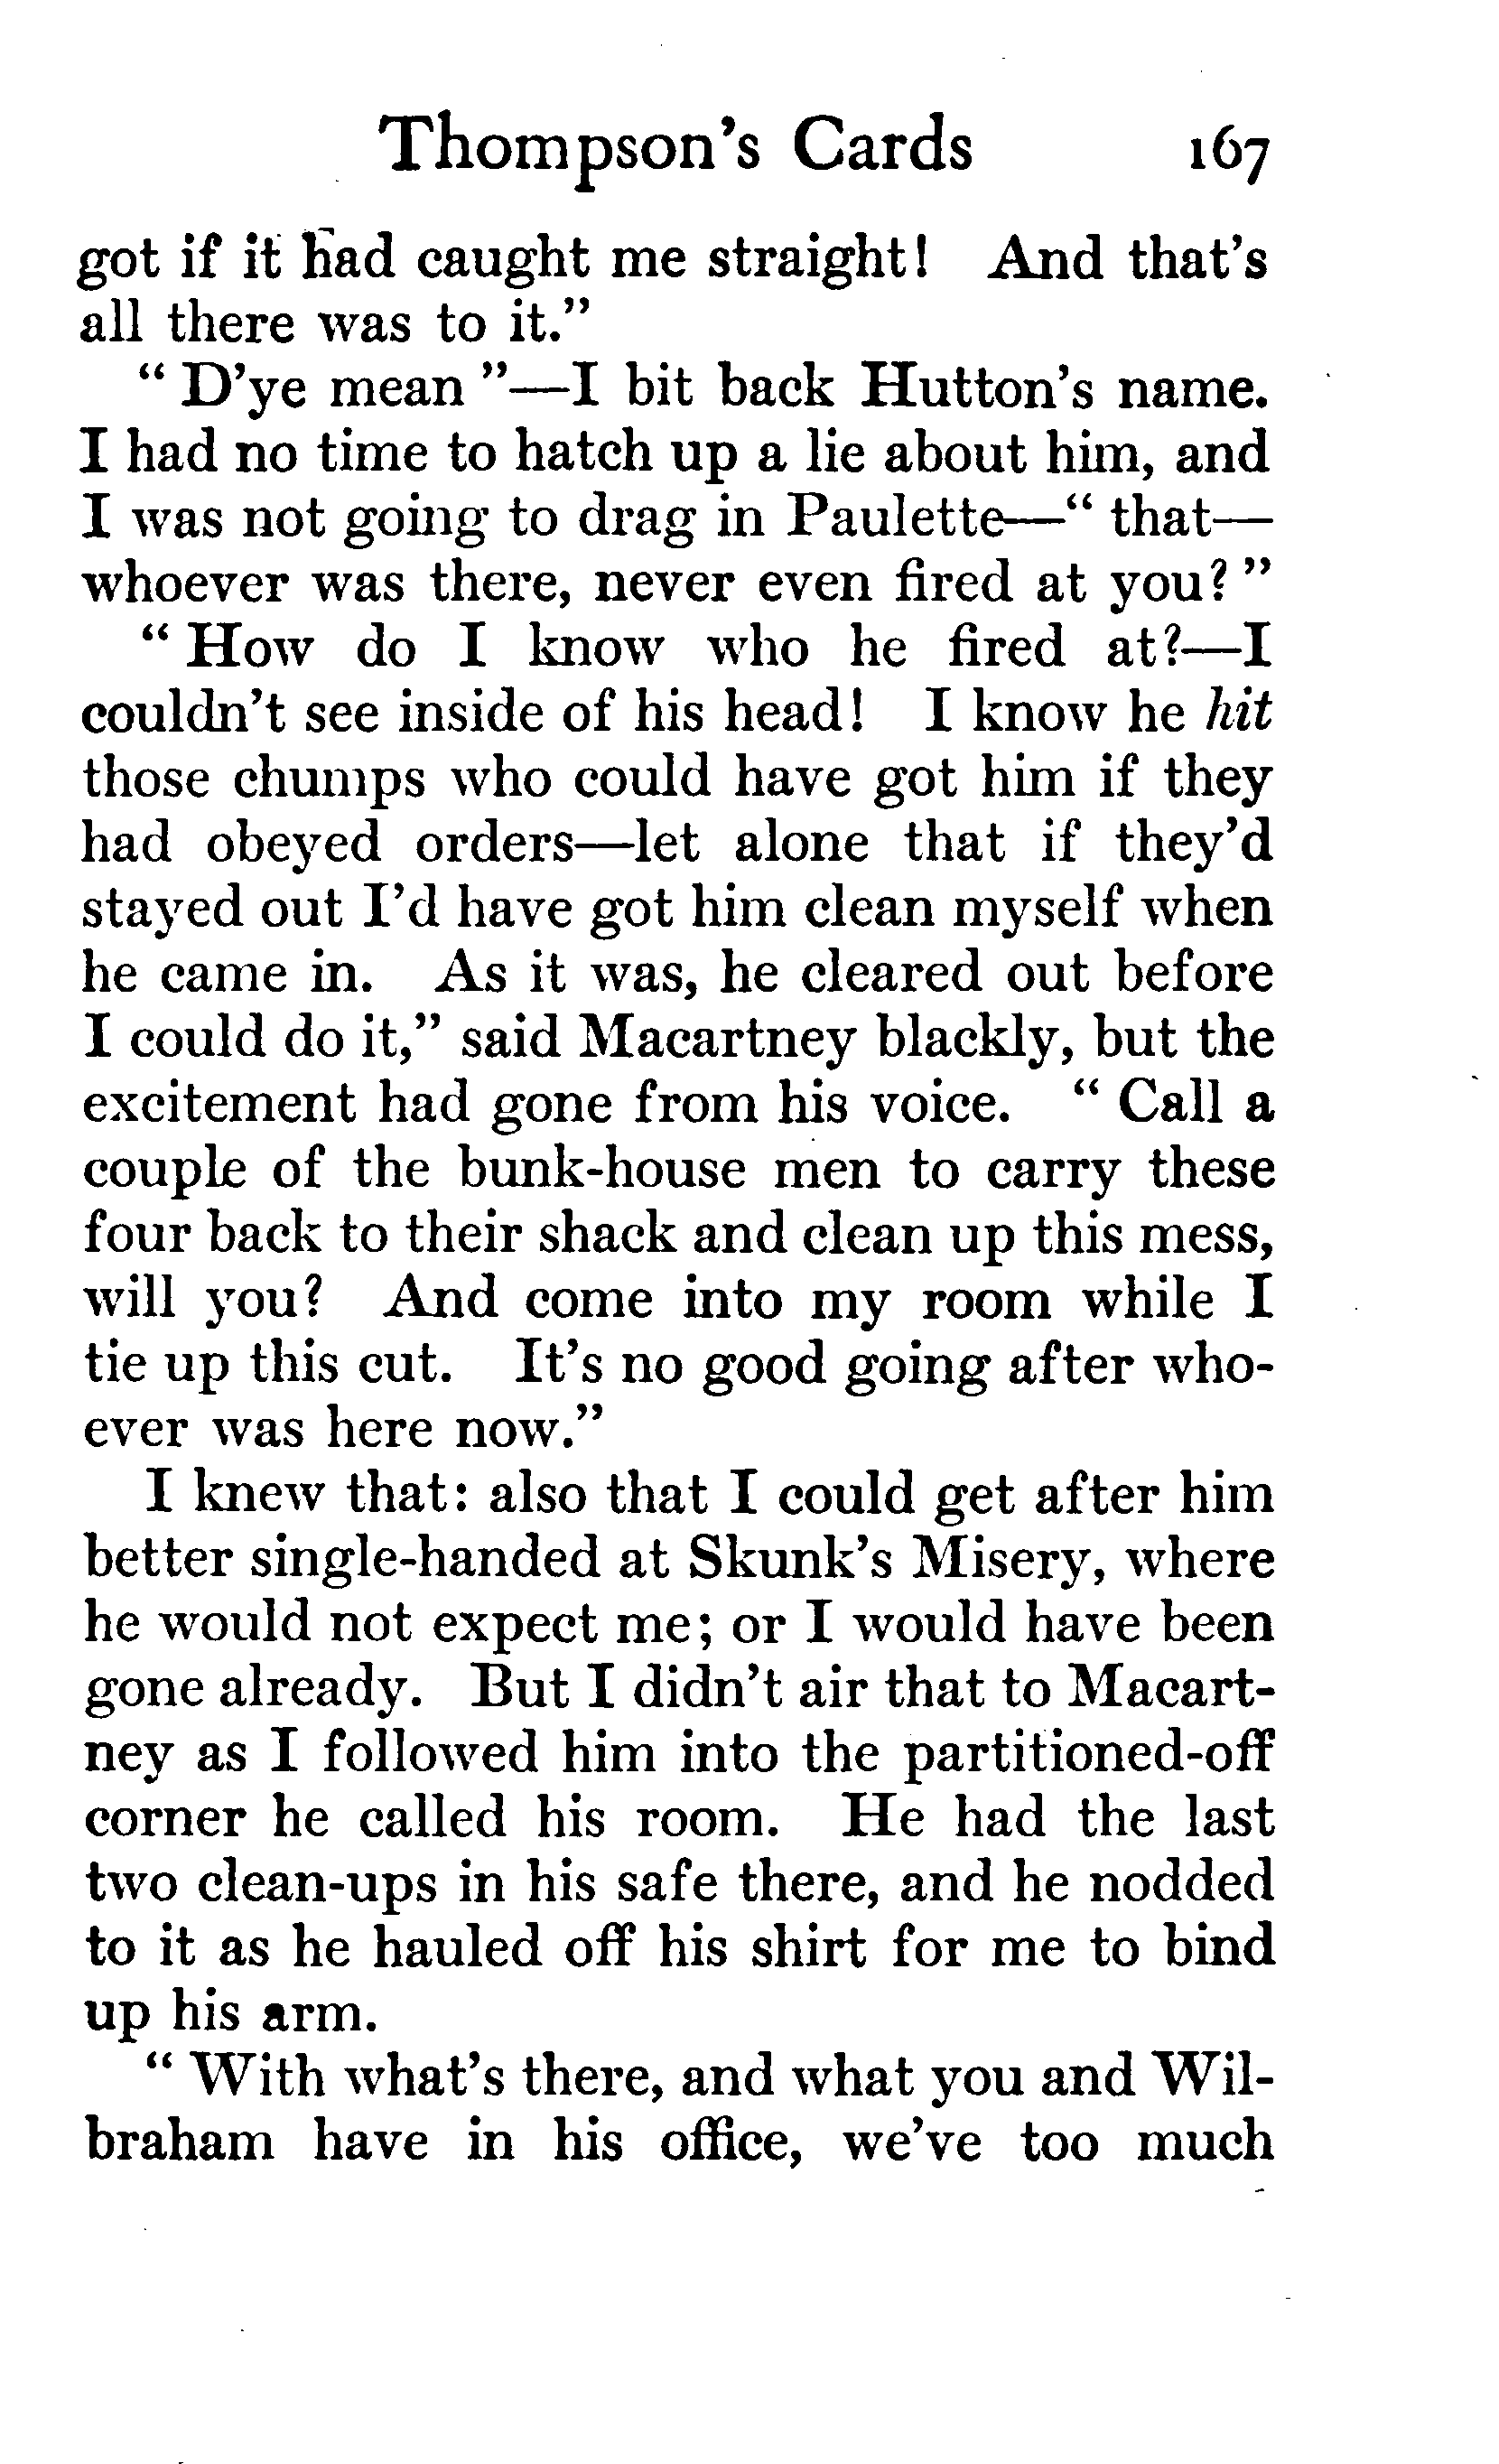 Thompson's Cards 167
got if it had caught me straight! And that's
all there was to it."
"D'ye mean"—I bit back Hutton's name.
I had no time to hatch up a lie about him, and
I was not going to drag in Paulette—"that—
whoever was there, never even fired at you?"
"How do I know who he fired at?—I
couldn't see inside of his head! I know he hit
those chumps who could have got him if they
had obeyed orders—let alone that if they'd
stayed out I'd have got him clean myself when
he came in. As it was, he cleared out before
I could do it," said Macartney blackly, but the
excitement had gone from his voice. "Call a
couple of the bunk-house men to carry these
four back to their shack and clean up this mess,
will you? And come into my room while I
tie up this cut. It's no good going after who-
ever was here now."
I knew that: also that I could get after him
better single-handed at Skunk's Misery, where
he would not expect me; or I would have been
gone already. But I didn't air that to Macart-
ney as I followed him into the partitioned-off
corner he called his room. He had the last
two clean-ups in his safe there, and he nodded
to it as he hauled off his shirt for me to bind
up his arm.
"With what's there, and what you and Wil-
braham have in his office, we've too much